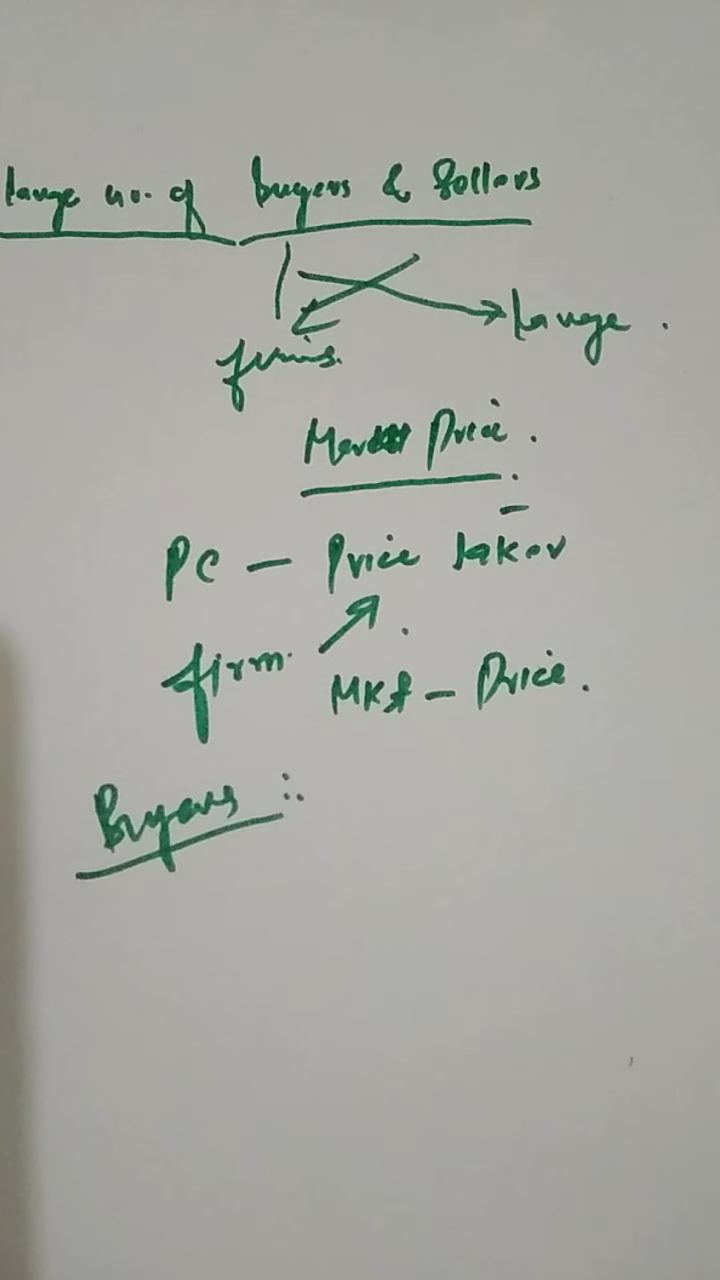 large no. of buyers & Sellers
firms.
large.
Market Price.
PC - Price taker
firm.
Mkt - Price.
Buyers :